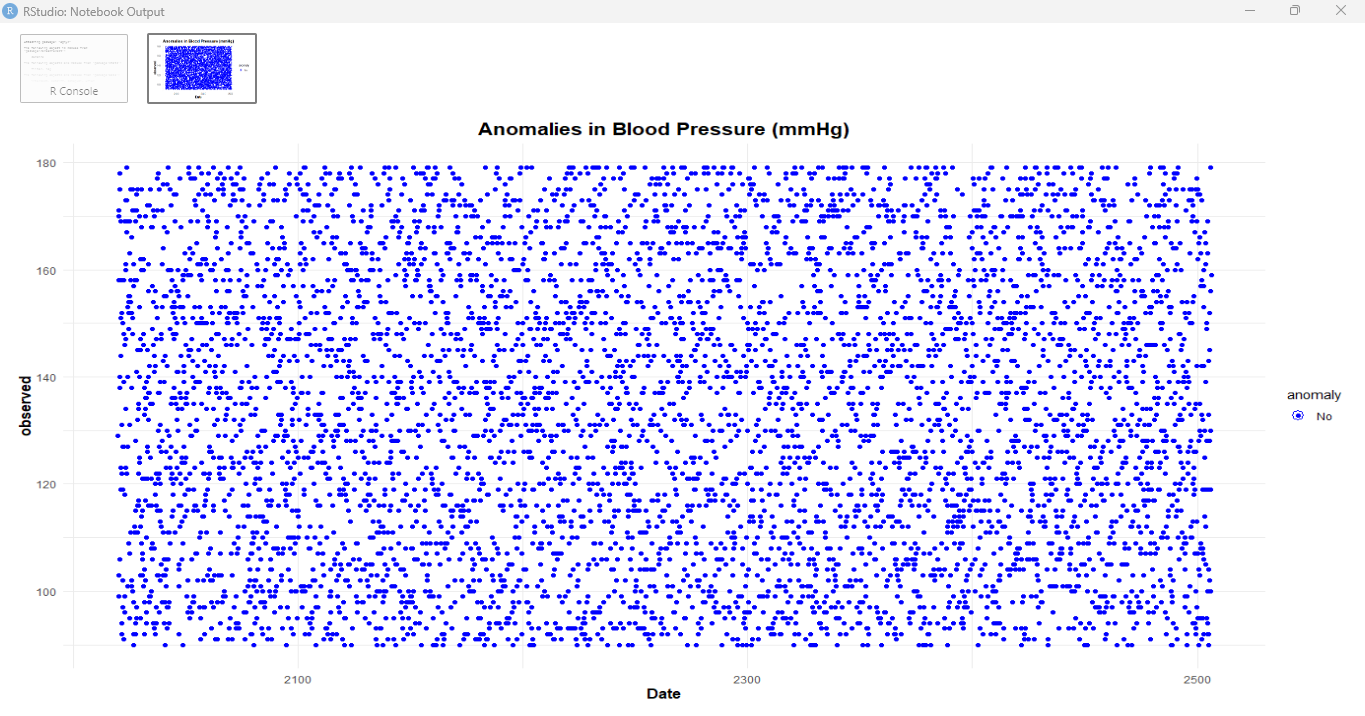 RStudio: Notebook Output
R Console
Anomalies in Blood Pressure (mmHg)
180
160
140
120
100
observed
2100
2300
2500
Date
anomaly
No